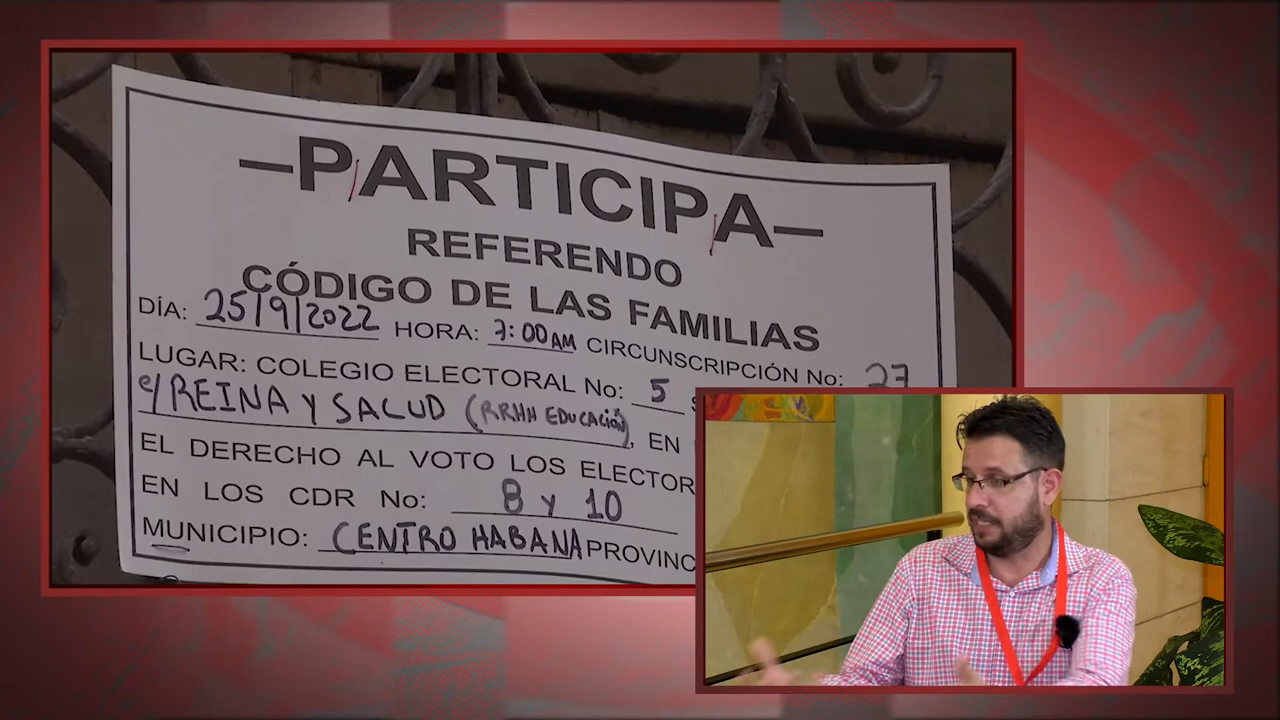 –PARTICIPA–
REFERENDO
CÓDIGO DE LAS FAMILIAS
DÍA: 25/9/2022 HORA: 7:00AM CIRCUNSCRIPCIÓN No: 27
LUGAR: COLEGIO ELECTORAL No: 5
e/ REINA Y SALUD (RRHH EDUCACIÓN), EN
EL DERECHO AL VOTO LOS ELECTOR
EN LOS CDR No: 8 y 10
MUNICIPIO: CENTRO HABANA PROVINC